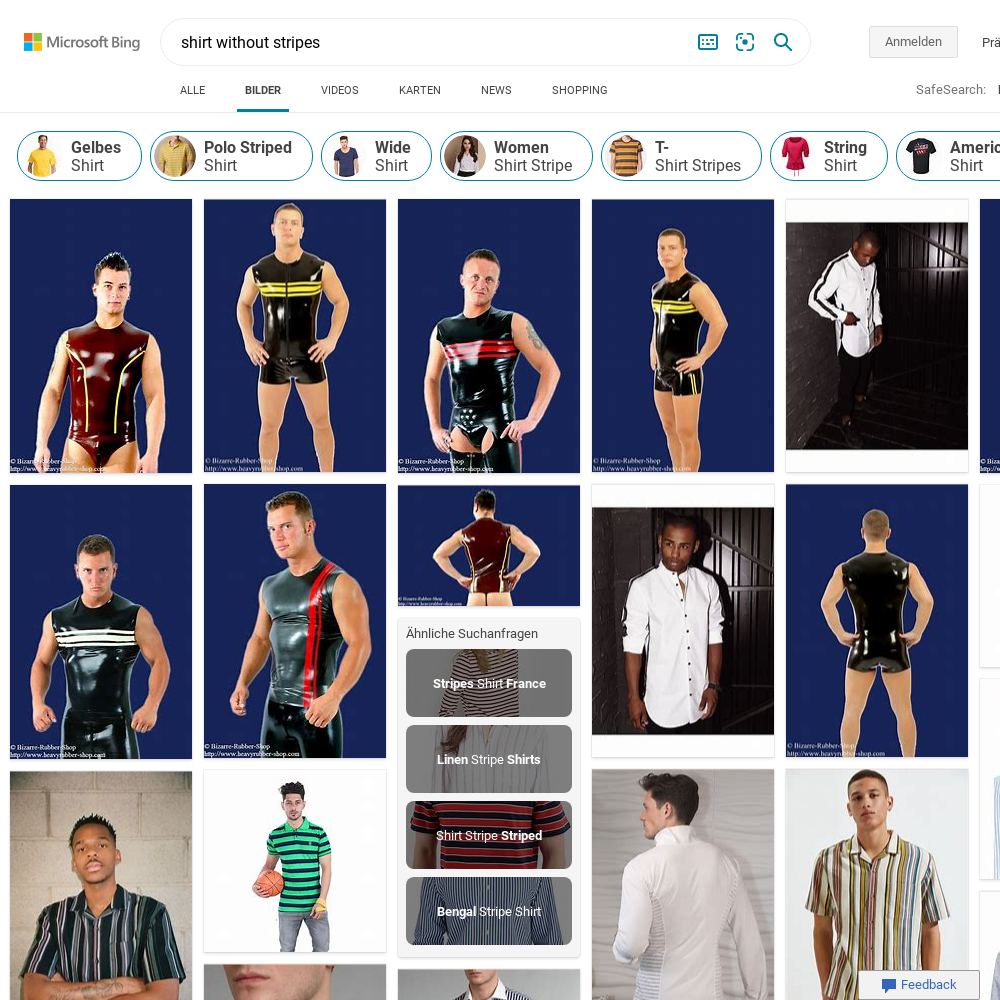 Microsoft Bing
shirt without stripes
Anmelden
Prä
ALLE
BILDER
VIDEOS
KARTEN
NEWS
SHOPPING
SafeSearch:
Gelbes
Shirt
Polo Striped
Shirt
Wide
Shirt
Women
Shirt Stripe
T-
Shirt Stripes
String
Shirt
Americ
Shirt
© Bizarre-Rubber-Shop
http://www.heavyrubber-shop.com
© Bizarre-Rubber-Shop
http://www.heavyrubber-shop.com
© Bizarre-Rubber-Shop
http://www.heavyrubber-shop.com
© Bizarre-Rubber-Shop
http://www.heavyrubber-shop.com
© Bizarre-Rubber-Shop
http://www.heavyrubber-shop.com
© Bizarre-Rubber-Shop
http://www.heavyrubber-shop.com
© Bizarre-Rubber-Shop
http://www.heavyrubber-shop.com
© Bizarre-Rubber-Shop
http://www.heavyrubber-shop.com
Ähnliche Suchanfragen
Stripes Shirt France
Linen Stripe Shirts
Shirt Stripe Striped
Bengal Stripe Shirt
Feedback